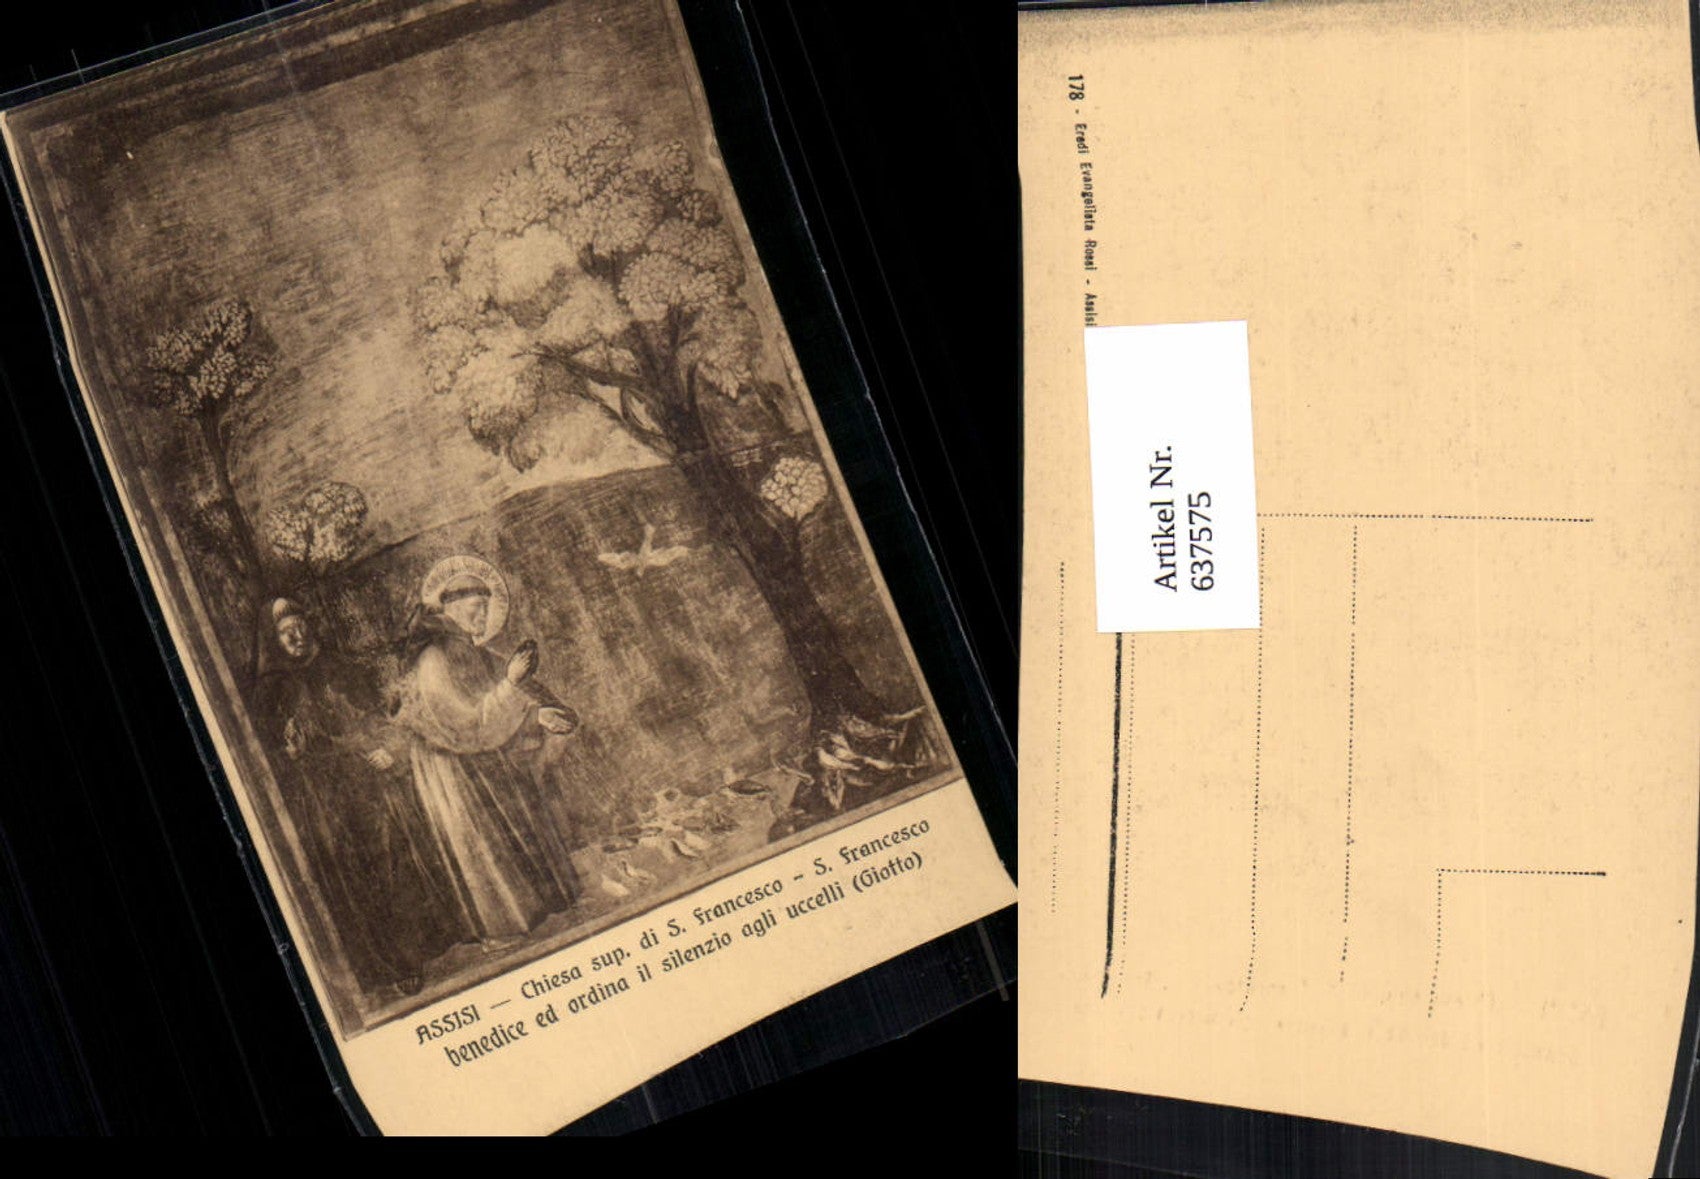 ASSISI — Chiesa sup. di S. Francesco - S. Francesco
benedice ed ordina il silenzio agli uccelli (Giotto)
178 - Eredi Evangelista Rossi - Assisi
Artikel Nr.
637575